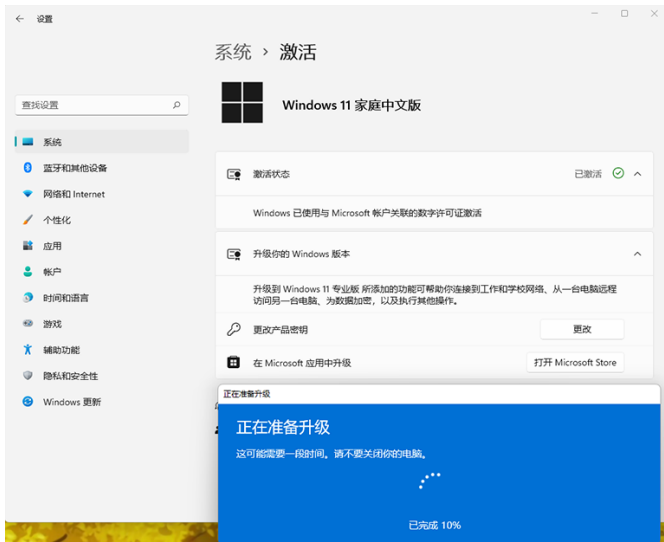 设置
系统 › 激活
Windows 11 家庭中文版
查找设置
系统
蓝牙和其他设备
网络和 Internet
个性化
应用
帐户
时间和语言
游戏
辅助功能
隐私和安全性
Windows 更新
激活状态
已激活
Windows 已使用与 Microsoft 帐户关联的数字许可证激活
升级你的 Windows 版本
升级到 Windows 11 专业版 所添加的功能可帮助你连接到工作和学校网络、从一台电脑远程
访问另一台电脑、为数据加密，以及执行其他操作。
更改产品密钥
更改
在 Microsoft 应用中升级
打开 Microsoft Store
正在准备升级
正在准备升级
这可能需要一段时间。请不要关闭你的电脑。
已完成 10%